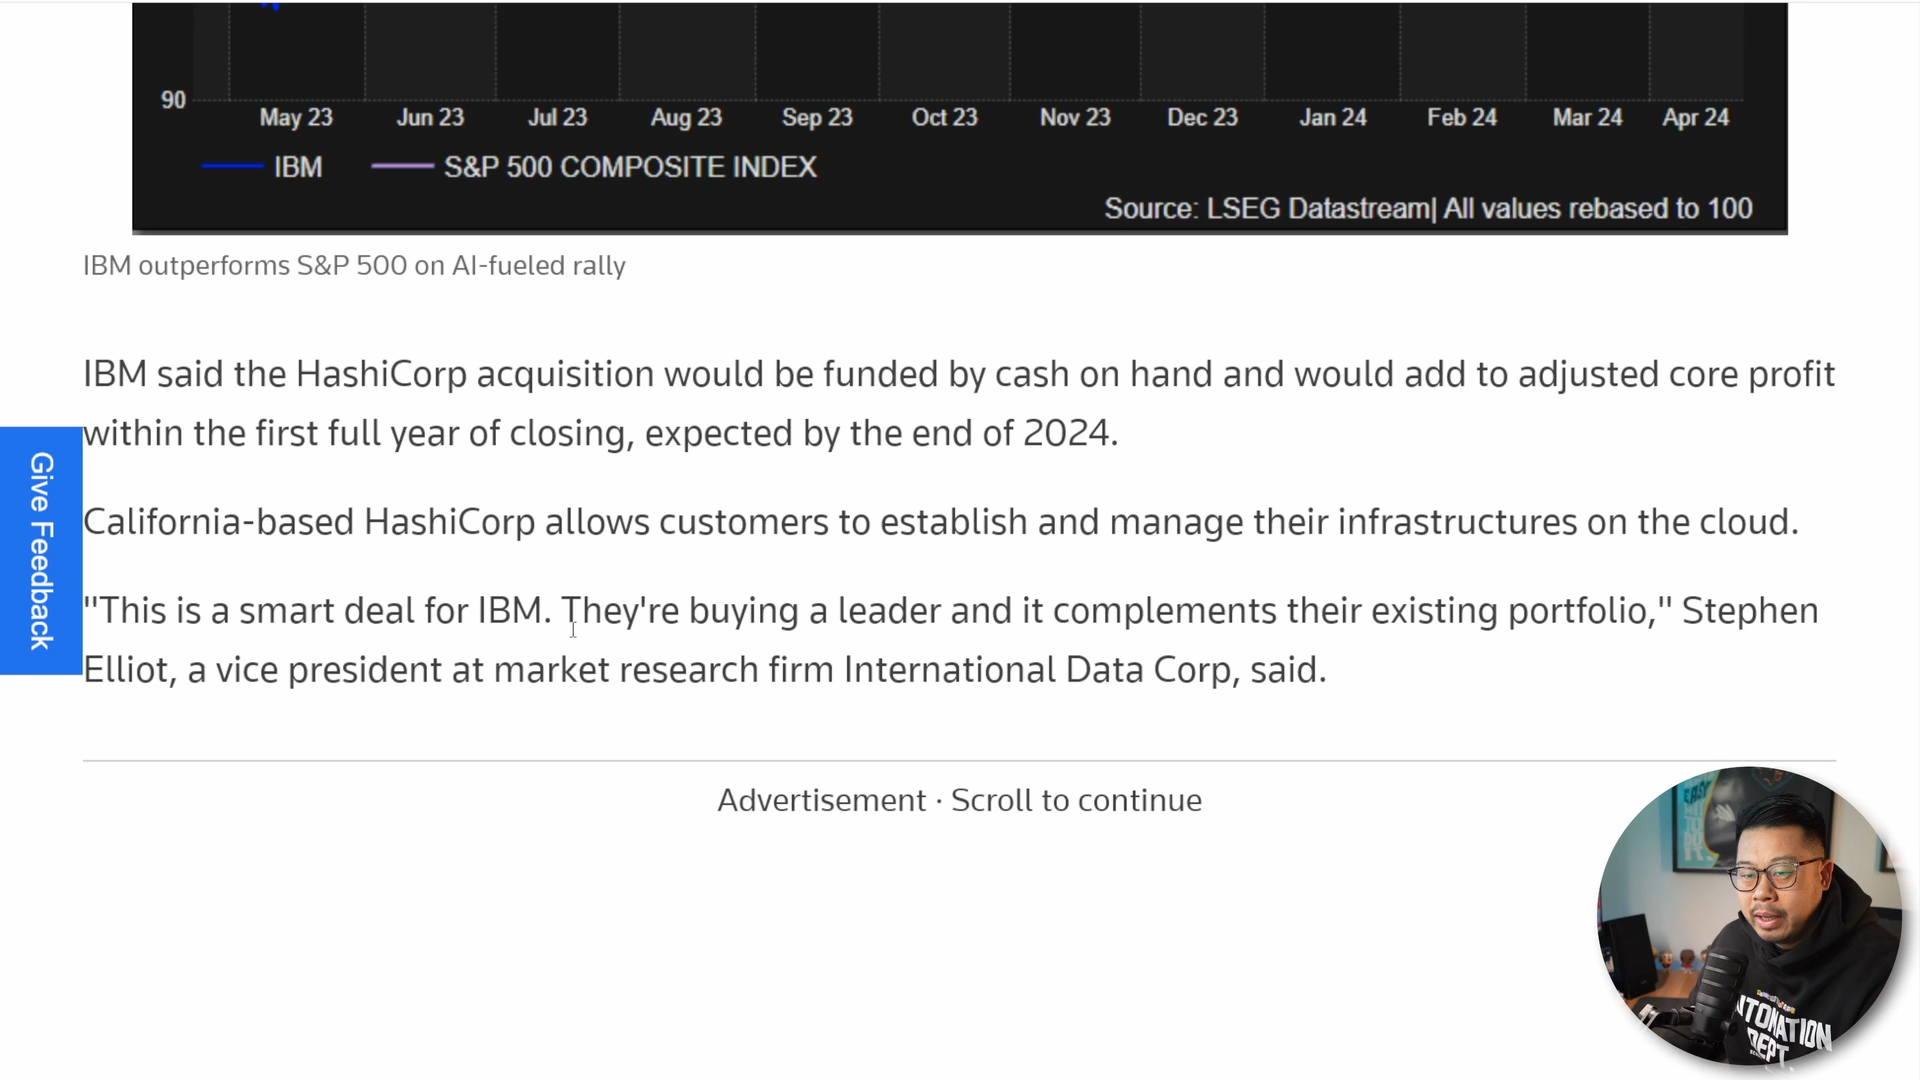 90
May 23 Jun 23 Jul 23 Aug 23 Sep 23 Oct 23 Nov 23 Dec 23 Jan 24 Feb 24 Mar 24 Apr 24
IBM S&P 500 COMPOSITE INDEX
Source: LSEG Datastream| All values rebased to 100
IBM outperforms S&P 500 on AI-fueled rally
IBM said the HashiCorp acquisition would be funded by cash on hand and would add to adjusted core profit
within the first full year of closing, expected by the end of 2024.
Give Feedback
California-based HashiCorp allows customers to establish and manage their infrastructures on the cloud.
"This is a smart deal for IBM. They're buying a leader and it complements their existing portfolio," Stephen
Elliot, a vice president at market research firm International Data Corp, said.
Advertisement · Scroll to continue
EASY
DEPT